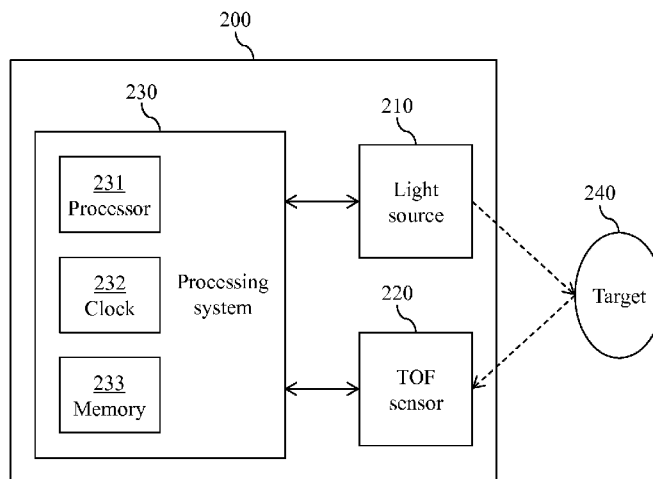 200
230
210
231
Processor
Light
source
240
232
Clock
Processing
system
220
Target
233
Memory
TOF
sensor